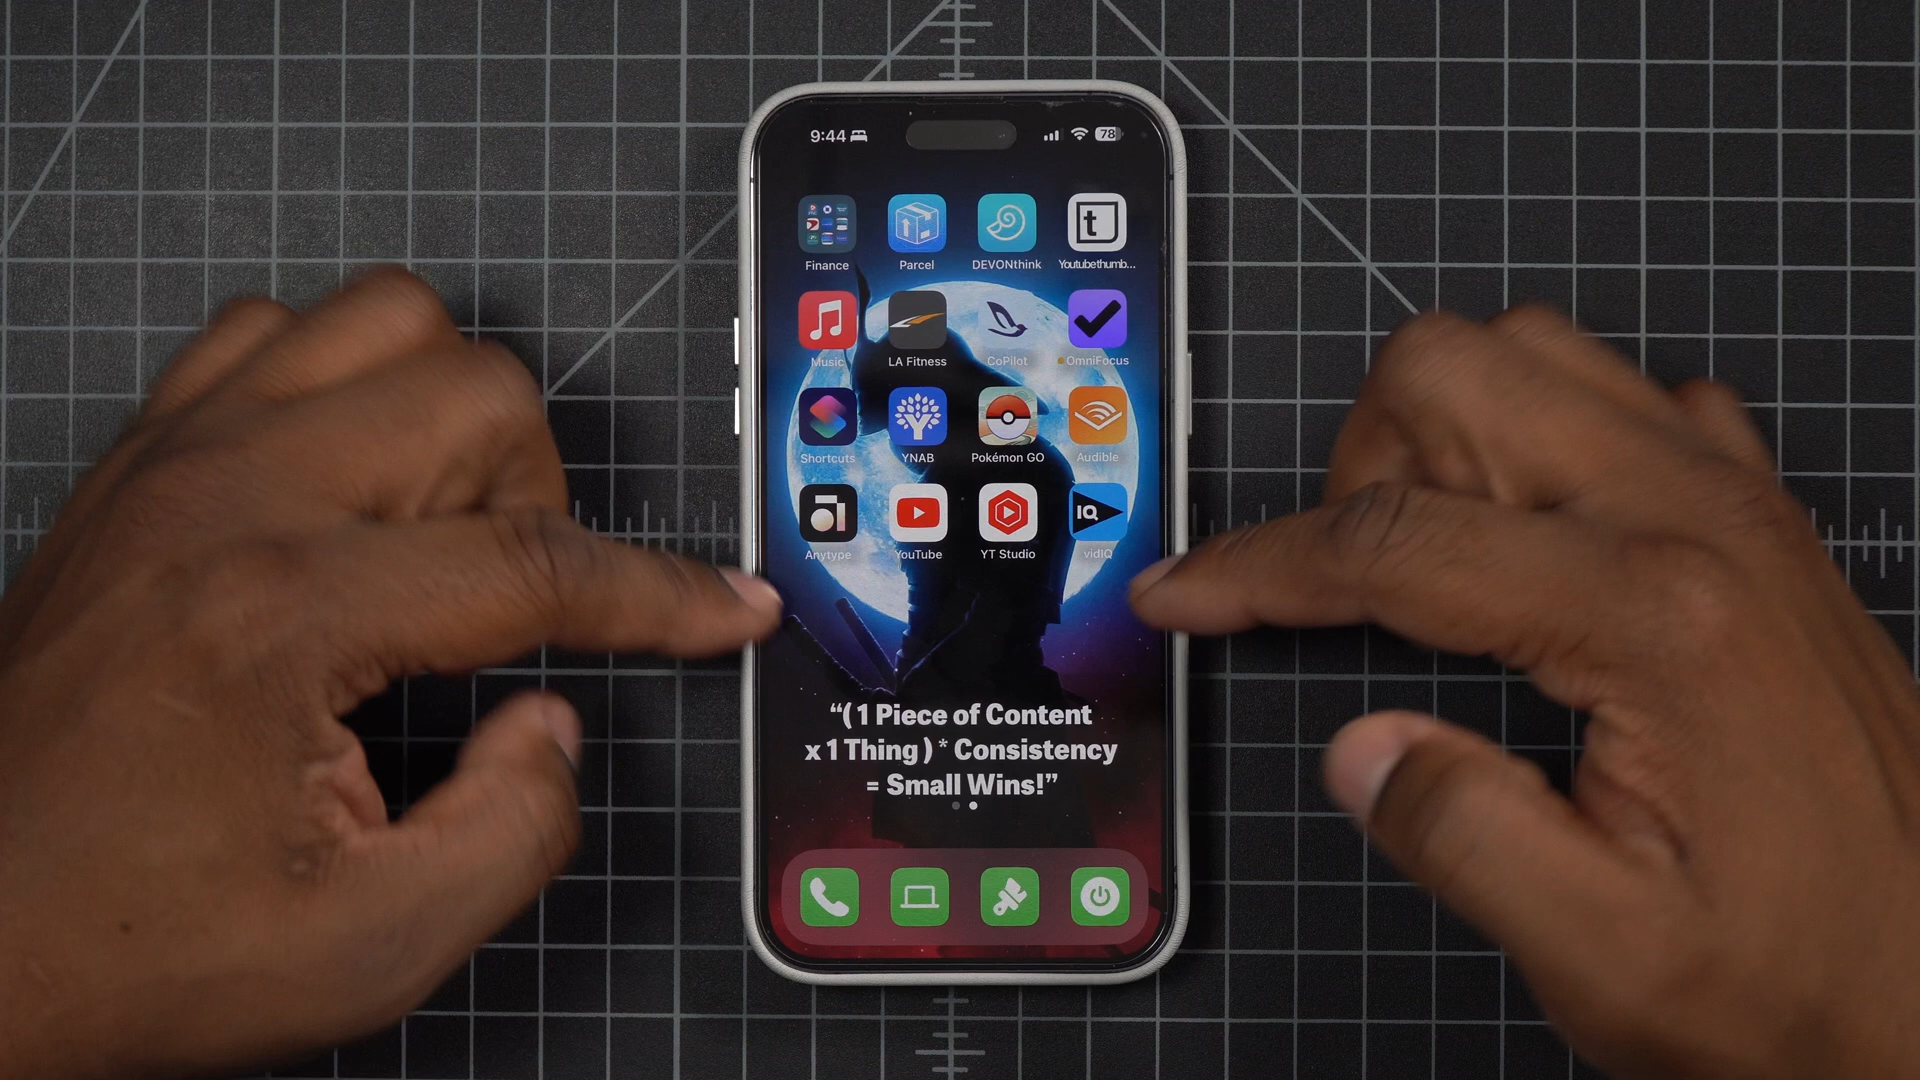 9:44
78
Finance Parcel DEVONthink Youtubethumb...
t
Music LA Fitness CoPilot OmniFocus
Shortcuts YNAB Pokémon GO Audible
IQ
Anytype YouTube YT Studio vidIQ
“( 1 Piece of Content
x 1 Thing ) * Consistency
= Small Wins!”